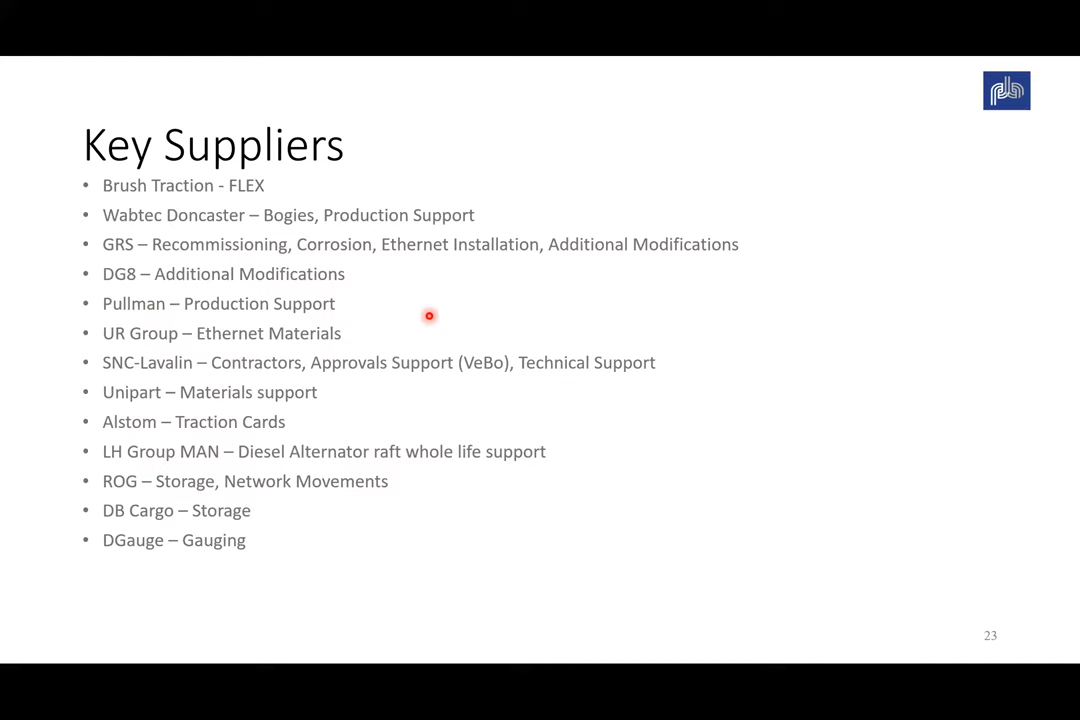 Key Suppliers
• Brush Traction - FLEX
• Wabtec Doncaster – Bogies, Production Support
• GRS – Recommissioning, Corrosion, Ethernet Installation, Additional Modifications
• DG8 – Additional Modifications
• Pullman – Production Support
• UR Group – Ethernet Materials
• SNC-Lavalin – Contractors, Approvals Support (VeBo), Technical Support
• Unipart – Materials support
• Alstom – Traction Cards
• LH Group MAN – Diesel Alternator raft whole life support
• ROG – Storage, Network Movements
• DB Cargo – Storage
• DGauge – Gauging
23